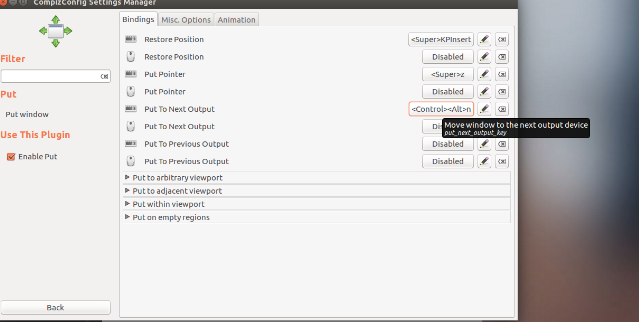 CompizConfig Settings Manager
Filter
Put
Put window
Use This Plugin
Enable Put
Back
Bindings
Misc. Options
Animation
Restore Position
<Super>KPInsert
Restore Position
Disabled
Put Pointer
<Super>z
Put Pointer
Disabled
Put To Next Output
<Control><Alt>n
Put To Next Output
Move window to the next output device
put_next_output_key
Put To Previous Output
Disabled
Put To Previous Output
Disabled
Put to arbitrary viewport
Put to adjacent viewport
Put within viewport
Put on empty regions